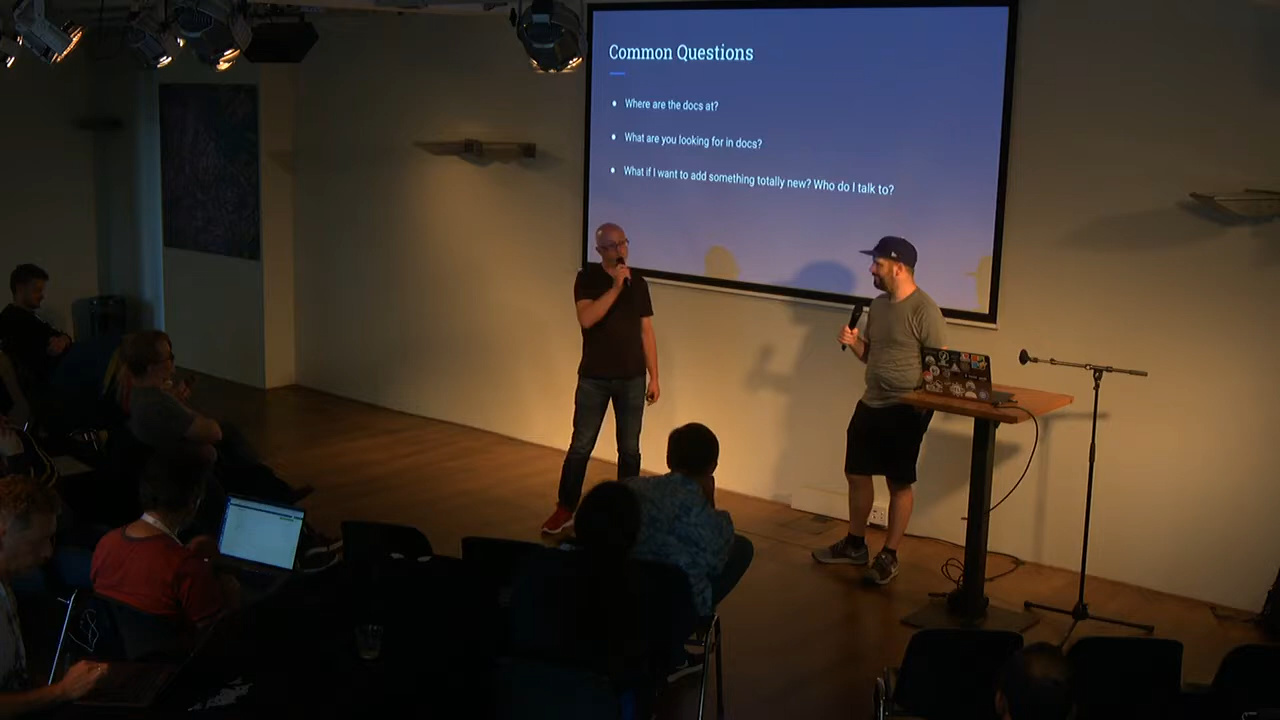 Common Questions
Where are the docs at?
What are you looking for in docs?
What if I want to add something totally new? Who do I talk to?